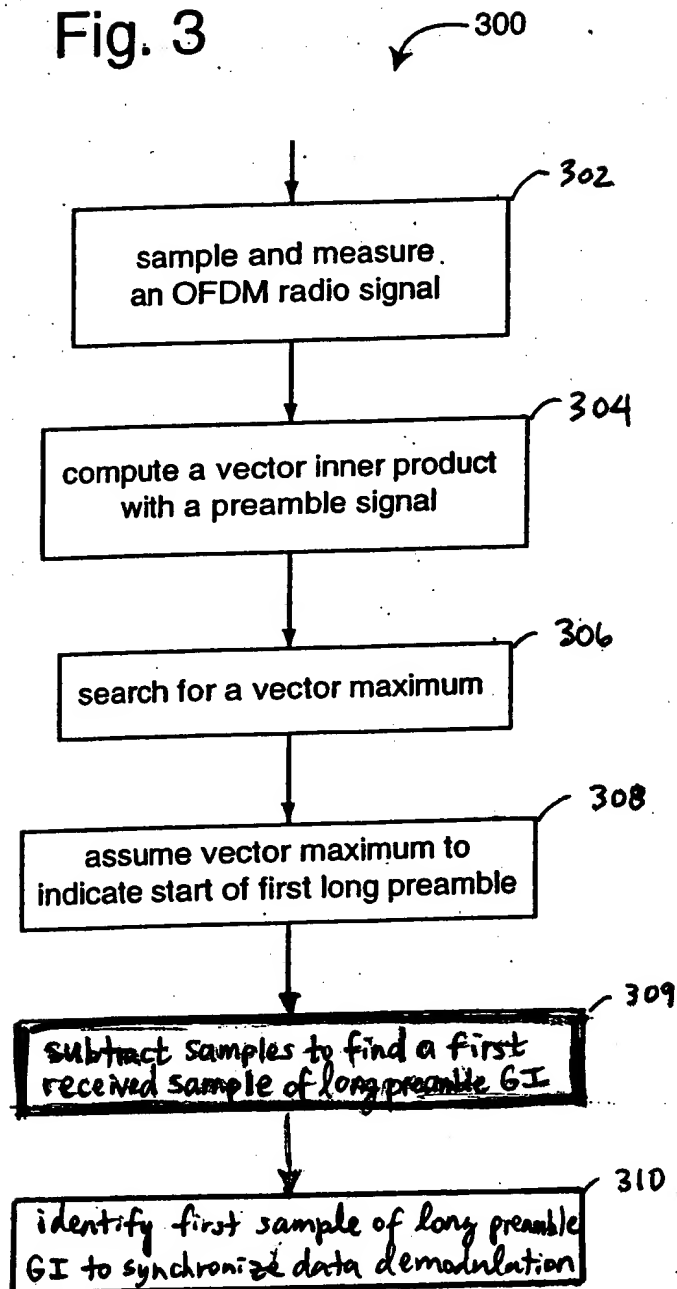 Fig. 3
300
302
sample and measure
an OFDM radio signal
304
compute a vector inner product
with a preamble signal
306
search for a vector maximum
308
assume vector maximum to
indicate start of first long preamble
309
subtract samples to find a first
received sample of long preamble GI
310
identify first sample of long preamble
GI to synchronize data demodulation